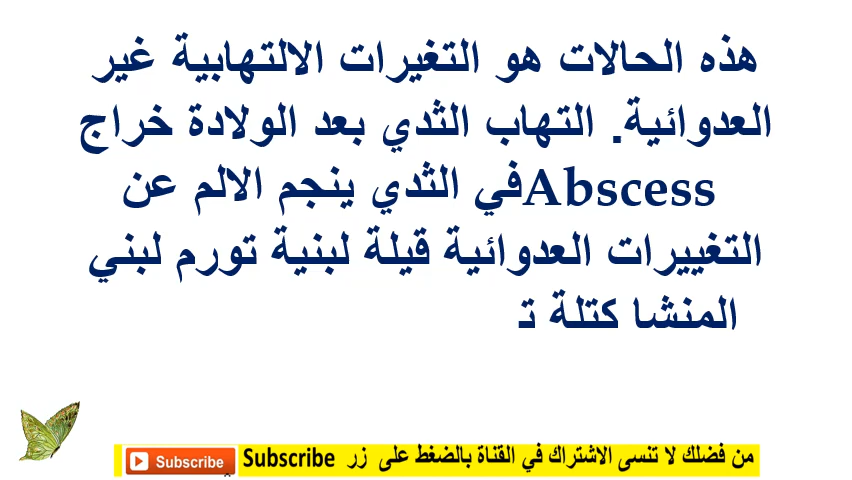 هذه الحالات هو التغيرات الالتهابية غير
العدوائية. التهاب الثدي بعد الولادة خراج
Abscessفي الثدي ينجم الالم عن
التغييرات العدوائية قيلة لبنية تورم لبني
المنشا كتلة تـ
من فضلك لا تنسى الاشتراك في القناة بالضغط على زر Subscribe Subscribe